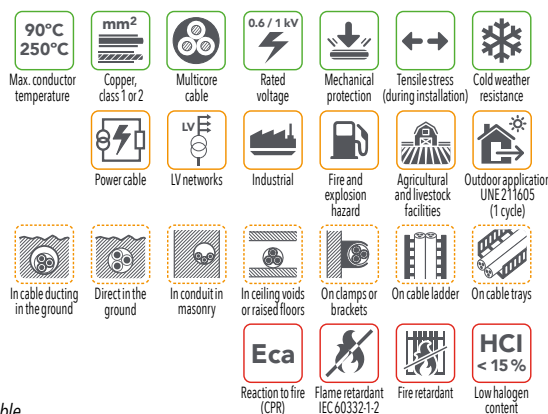 90°C
250°C
mm²
0.6 / 1 kV
Max. conductor
temperature
Copper,
class 1 or 2
Multicore
cable
Rated
voltage
Mechanical
protection
Tensile stress
(during installation)
Cold weather
resistance
LV
Power cable
LV networks
Industrial
Fire and
explosion
hazard
Agricultural
and livestock
facilities
Outdoor application
UNE 211605
(1 cycle)
In cable ducting
in the ground
Direct in the
ground
In conduit in
masonry
In ceiling voids
or raised floors
On clamps or
brackets
On cable ladder
On cable trays
Eca
HCl
< 15 %
Reaction to fire
(CPR)
Flame retardant
IEC 60332-1-2
Fire retardant
Low halogen
content
ble